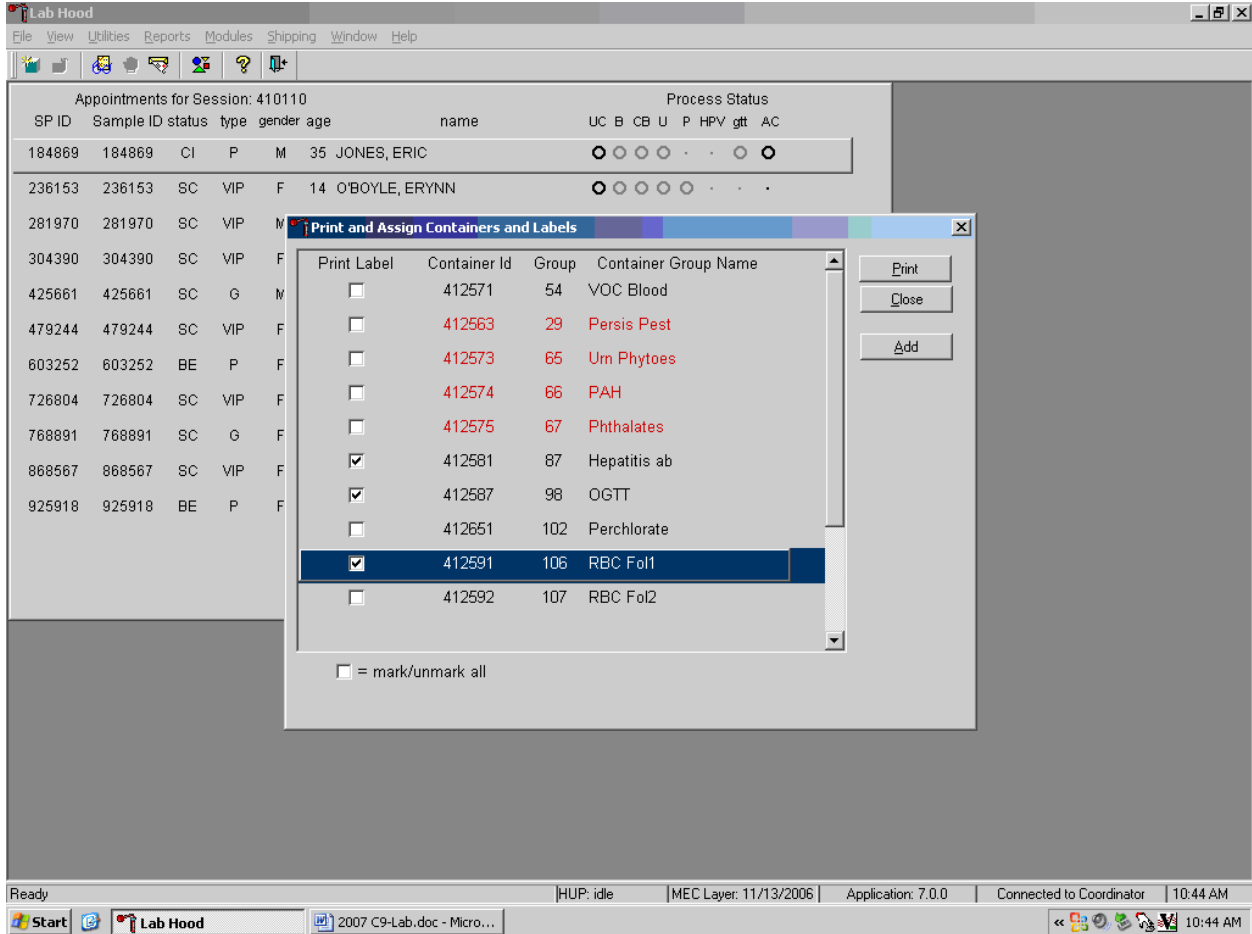 Lab Hood
File View Utilities Reports Modules Shipping Window Help
Appointments for Session: 410110 Process Status
SP ID Sample ID status type gender age name UC B CB U P HPV gtt AC
184869 184869 CI P M 35 JONES, ERIC
236153 236153 SC VIP F 14 O'BOYLE, ERYNN
281970 281970 SC VIP M
304390 304390 SC VIP F
425661 425661 SC G M
479244 479244 SC VIP F
603252 603252 BE P F
726804 726804 SC VIP F
768891 768891 SC G F
868567 868567 SC VIP F
925918 925918 BE P F
Print and Assign Containers and Labels
Print Label Container Id Group Container Group Name
412571 54 VOC Blood
412563 29 Persis Pest
412573 65 Urn Phytoes
412574 66 PAH
412575 67 Phthalates
412581 87 Hepatitis ab
412587 98 OGTT
412651 102 Perchlorate
412591 106 RBC Fol1
412592 107 RBC Fol2
= mark/unmark all
Print
Close
Add
Ready HUP: idle MEC Layer: 11/13/2006 Application: 7.0.0 Connected to Coordinator 10:44 AM
Start Lab Hood 2007 C9-Lab.doc - Micro... « 10:44 AM